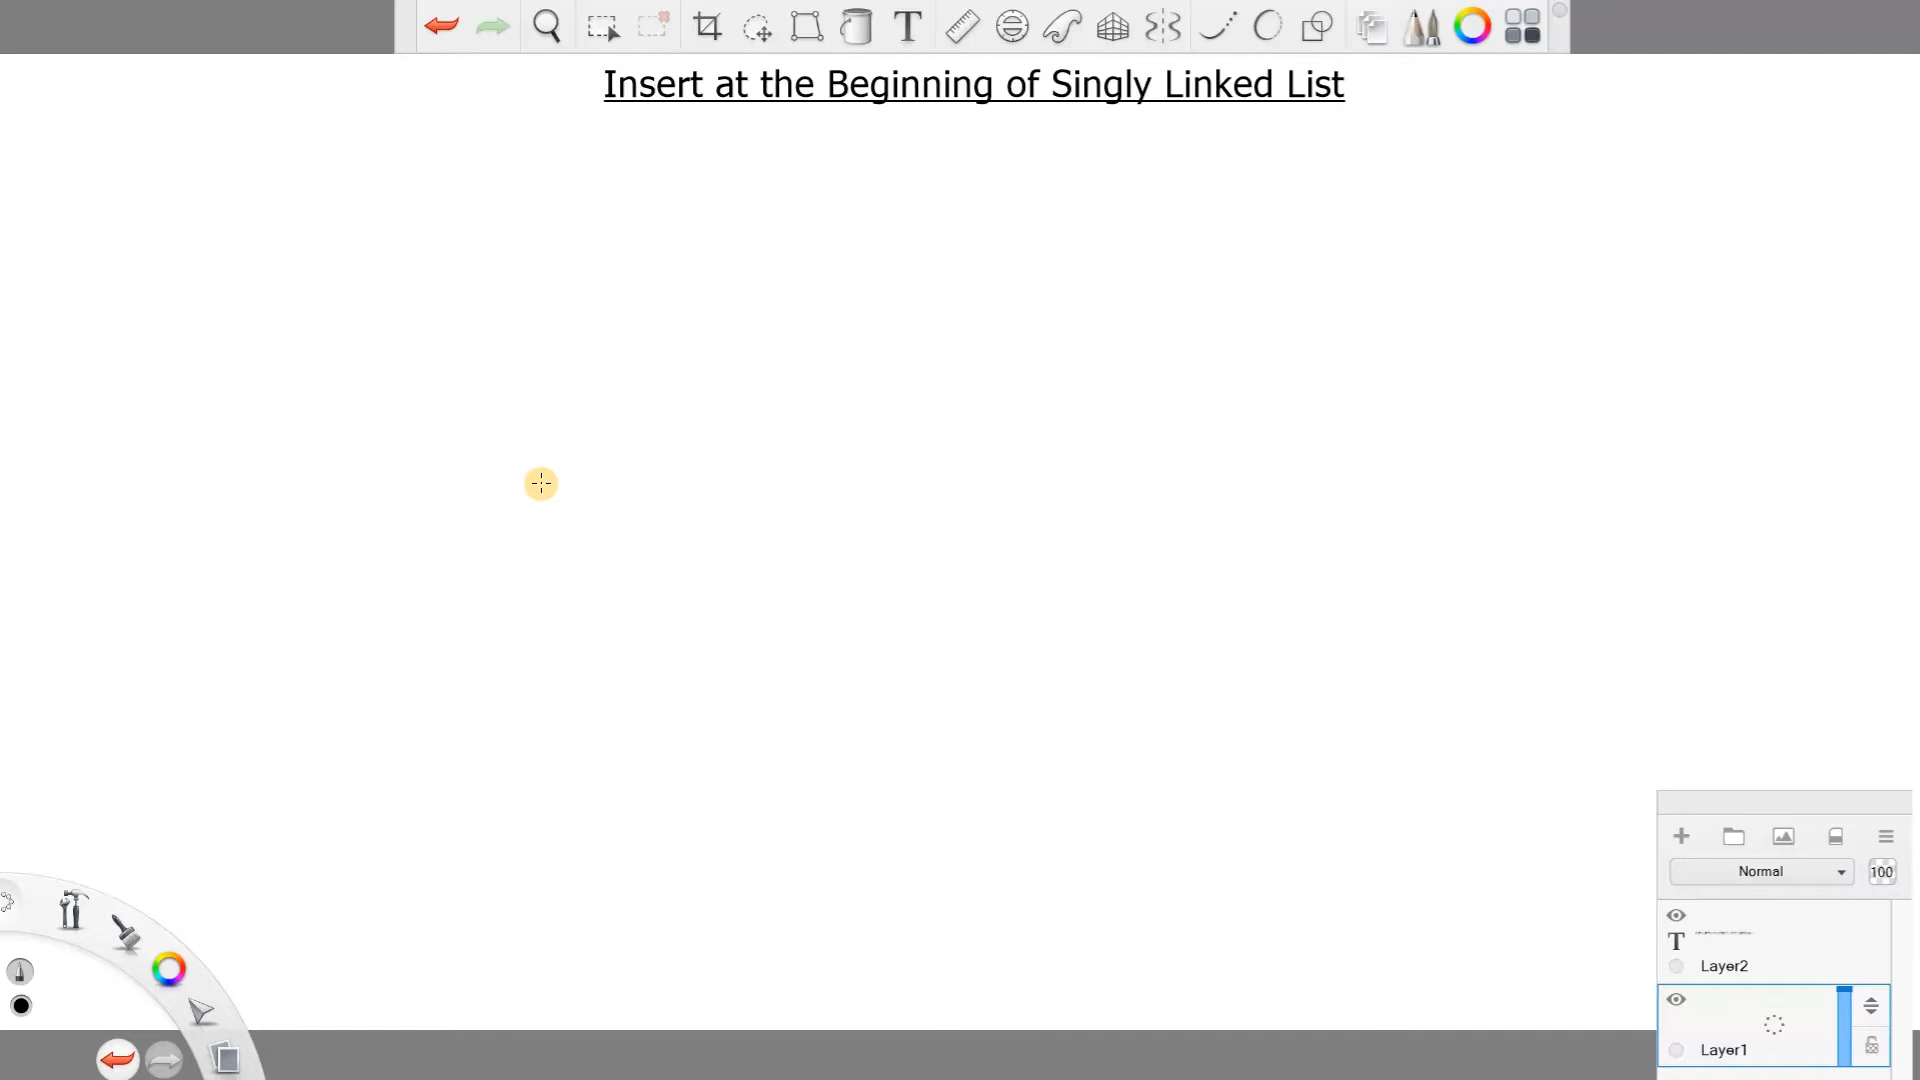 Insert at the Beginning of Singly Linked List
Normal
100
Layer2
Layer1